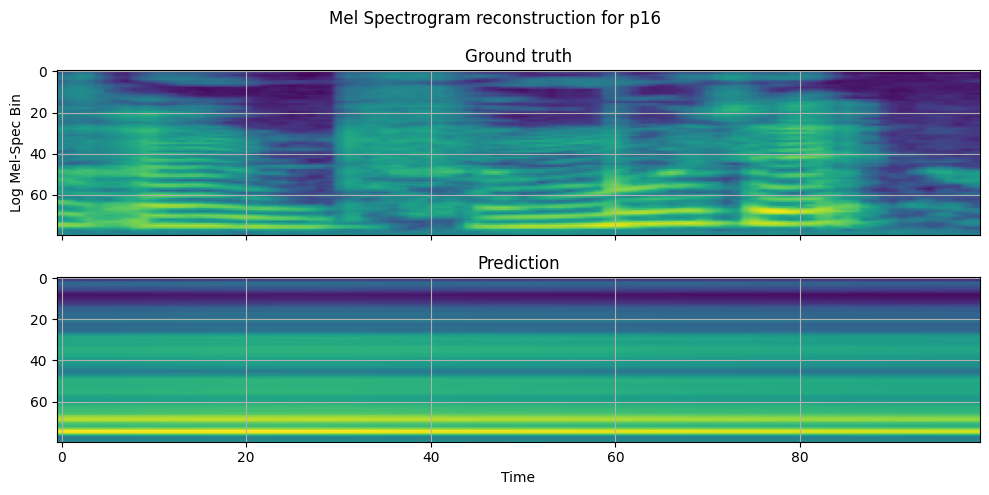 Mel Spectrogram reconstruction for p16
Ground truth
0
20
40
60
Log Mel-Spec Bin
Prediction
0
20
40
60
0 20 40 60 80
Time